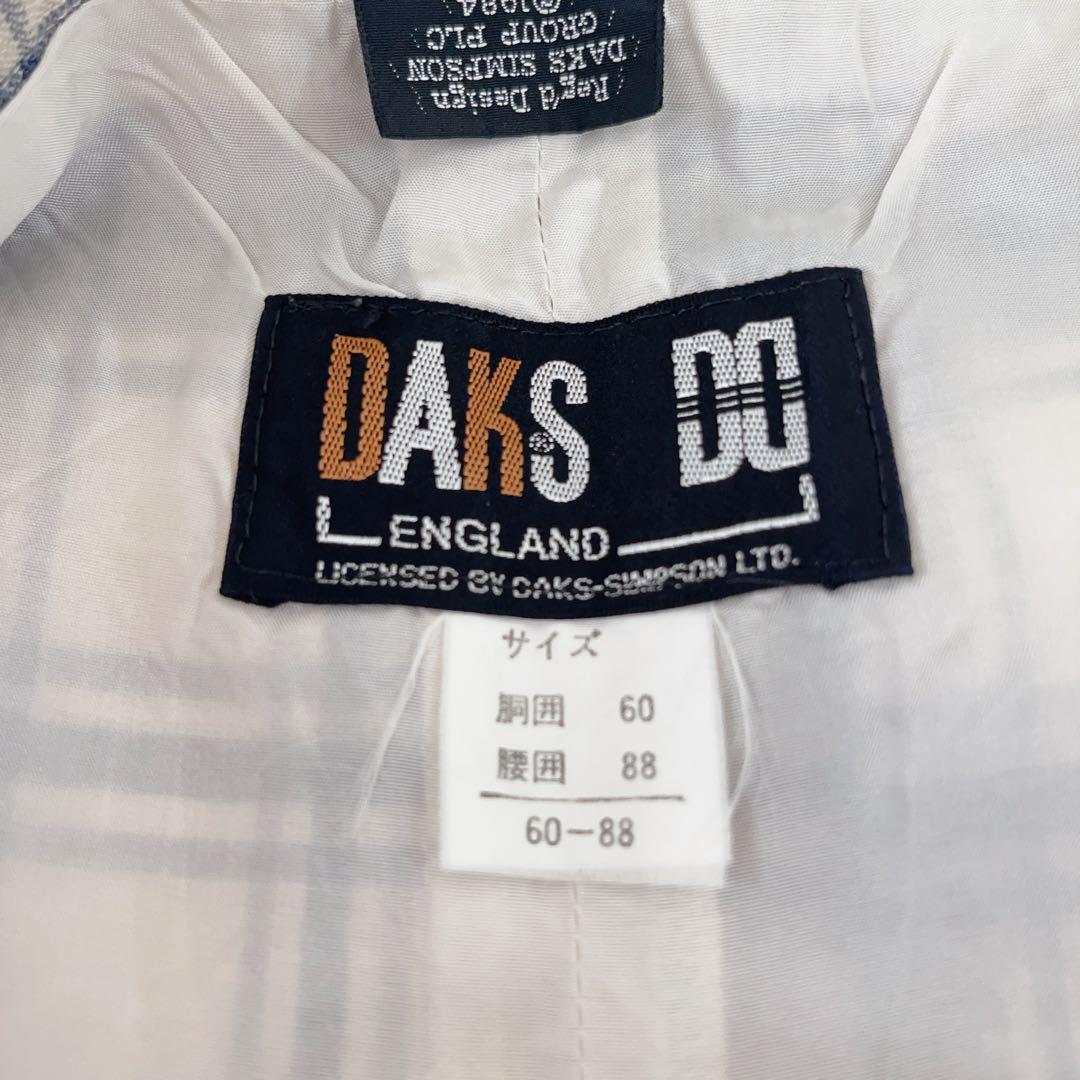 Reg'd Design
DAKS SIMPSON
GROUP PLC
©1984
DAKS DD
ENGLAND
LICENSED BY DAKS-SIMPSON LTD.
サイズ
胴囲 60
腰囲 88
60-88